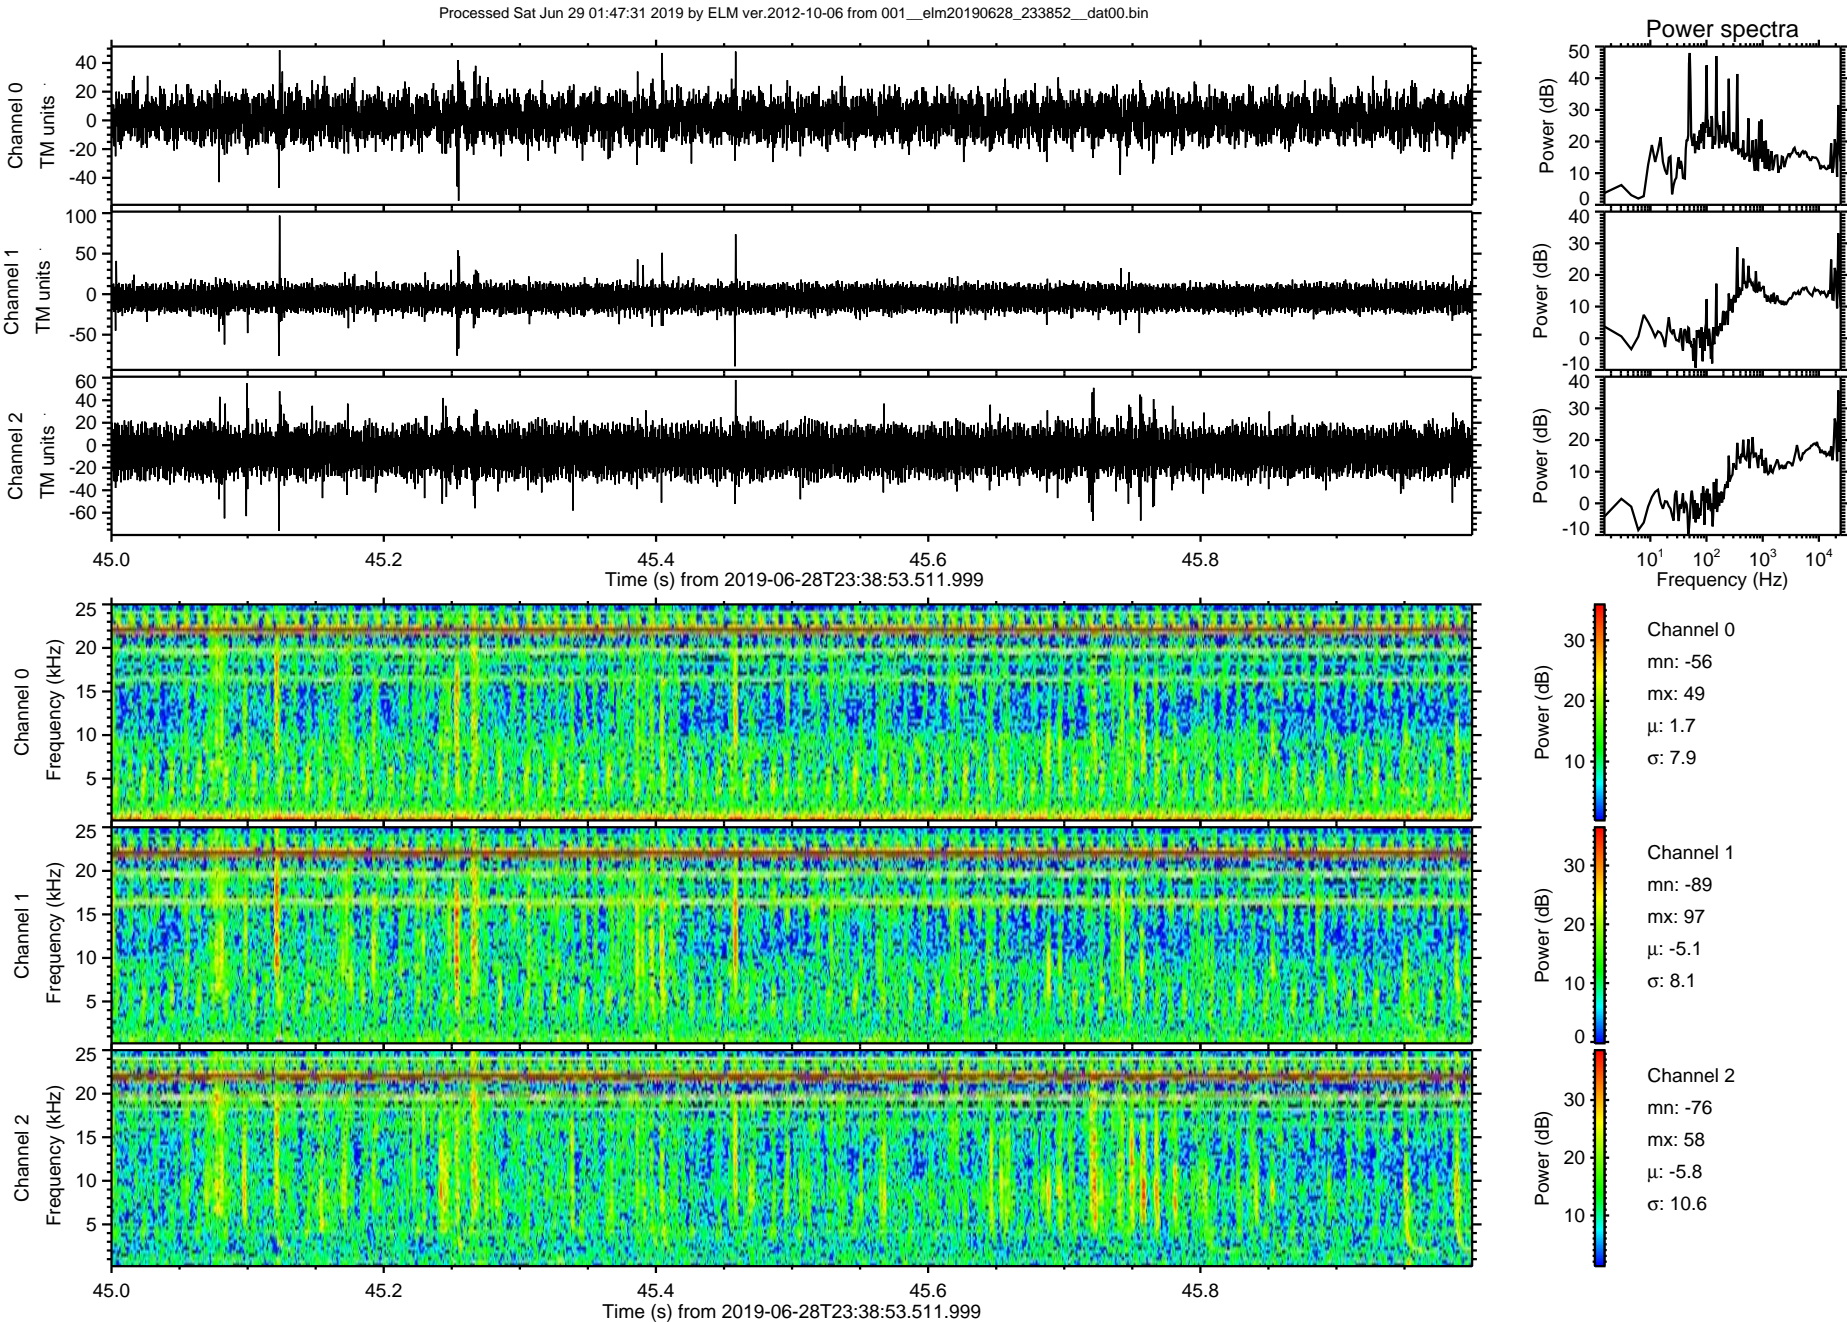 Processed Sat Jun 29 01:47:31 2019 by ELM ver.2012-10-06 from 001__elm20190628_233852__dat00.bin
Power spectra
Channel 0
TM units
40
20
0
-20
-40
Power (dB)
50
40
30
20
10
0
Channel 1
TM units
100
50
0
-50
Power (dB)
40
30
20
10
0
-10
Channel 2
TM units
60
40
20
0
-20
-40
-60
Power (dB)
40
30
20
10
0
-10
45.0 45.2 45.4 45.6 45.8
Time (s) from 2019-06-28T23:38:53.511.999
10¹ 10² 10³ 10⁴
Frequency (Hz)
Channel 0
Frequency (kHz)
25
20
15
10
5
Power (dB)
30
20
10
Channel 0
mn: -56
mx: 49
μ: 1.7
σ: 7.9
Channel 1
Frequency (kHz)
25
20
15
10
5
Power (dB)
30
20
10
0
Channel 1
mn: -89
mx: 97
μ: -5.1
σ: 8.1
Channel 2
Frequency (kHz)
25
20
15
10
5
Power (dB)
30
20
10
Channel 2
mn: -76
mx: 58
μ: -5.8
σ: 10.6
45.0 45.2 45.4 45.6 45.8
Time (s) from 2019-06-28T23:38:53.511.999